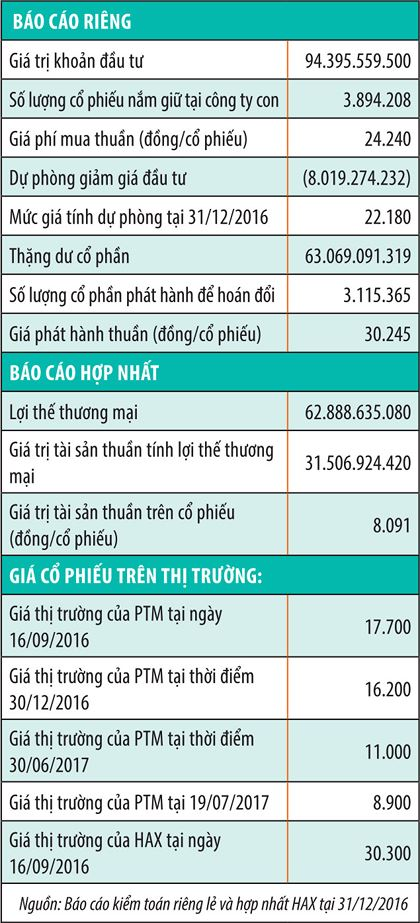 BÁO CÁO RIÊNG
Giá trị khoản đầu tư 94.395.559.500
Số lượng cổ phiếu nắm giữ tại công ty con 3.894.208
Giá phí mua thuần (đồng/cổ phiếu) 24.240
Dự phòng giảm giá đầu tư (8.019.274.232)
Mức giá tính dự phòng tại 31/12/2016 22.180
Thặng dư cổ phần 63.069.091.319
Số lượng cổ phần phát hành để hoán đổi 3.115.365
Giá phát hành thuần (đồng/cổ phiếu) 30.245
BÁO CÁO HỢP NHẤT
Lợi thế thương mại 62.888.635.080
Giá trị tài sản thuần tính lợi thế thương
mại 31.506.924.420
Giá trị tài sản thuần trên cổ phiếu
(đồng/cổ phiếu) 8.091
GIÁ CỔ PHIẾU TRÊN THỊ TRƯỜNG:
Giá thị trường của PTM tại ngày
16/09/2016 17.700
Giá thị trường của PTM tại thời điểm
30/12/2016 16.200
Giá thị trường của PTM tại thời điểm
30/06/2017 11.000
Giá thị trường của PTM tại 19/07/2017 8.900
Giá thị trường của HAX tại ngày
16/09/2016 30.300
Nguồn: Báo cáo kiểm toán riêng lẻ và hợp nhất HAX tại 31/12/2016